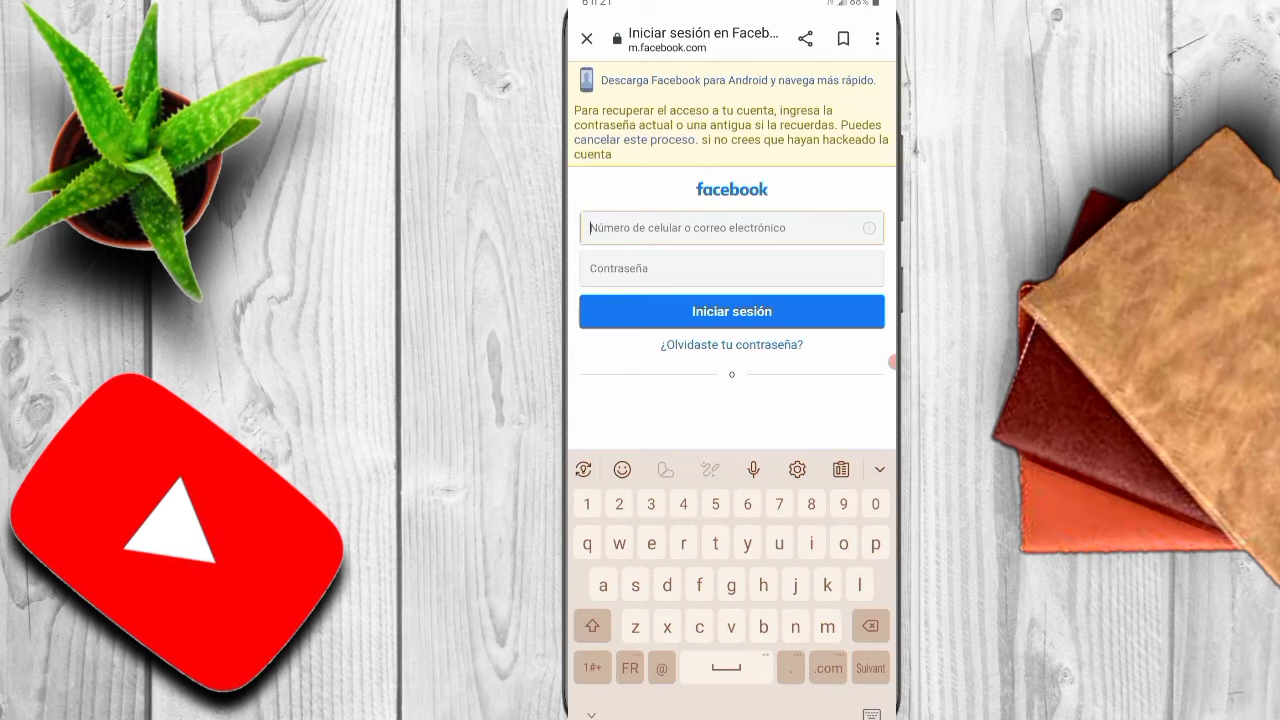 Iniciar sesión en Faceb...
m.facebook.com
Descarga Facebook para Android y navega más rápido.
Para recuperar el acceso a tu cuenta, ingresa la
contraseña actual o una antigua si la recuerdas. Puedes
cancelar este proceso. si no crees que hayan hackeado la
cuenta
facebook
Número de celular o correo electrónico
Contraseña
Iniciar sesión
¿Olvidaste tu contraseña?
o
1 2 3 4 5 6 7 8 9 0
q w e r t y u i o p
a s d f g h j k l
z x c v b n m
1#+ FR @ . .com Suivant